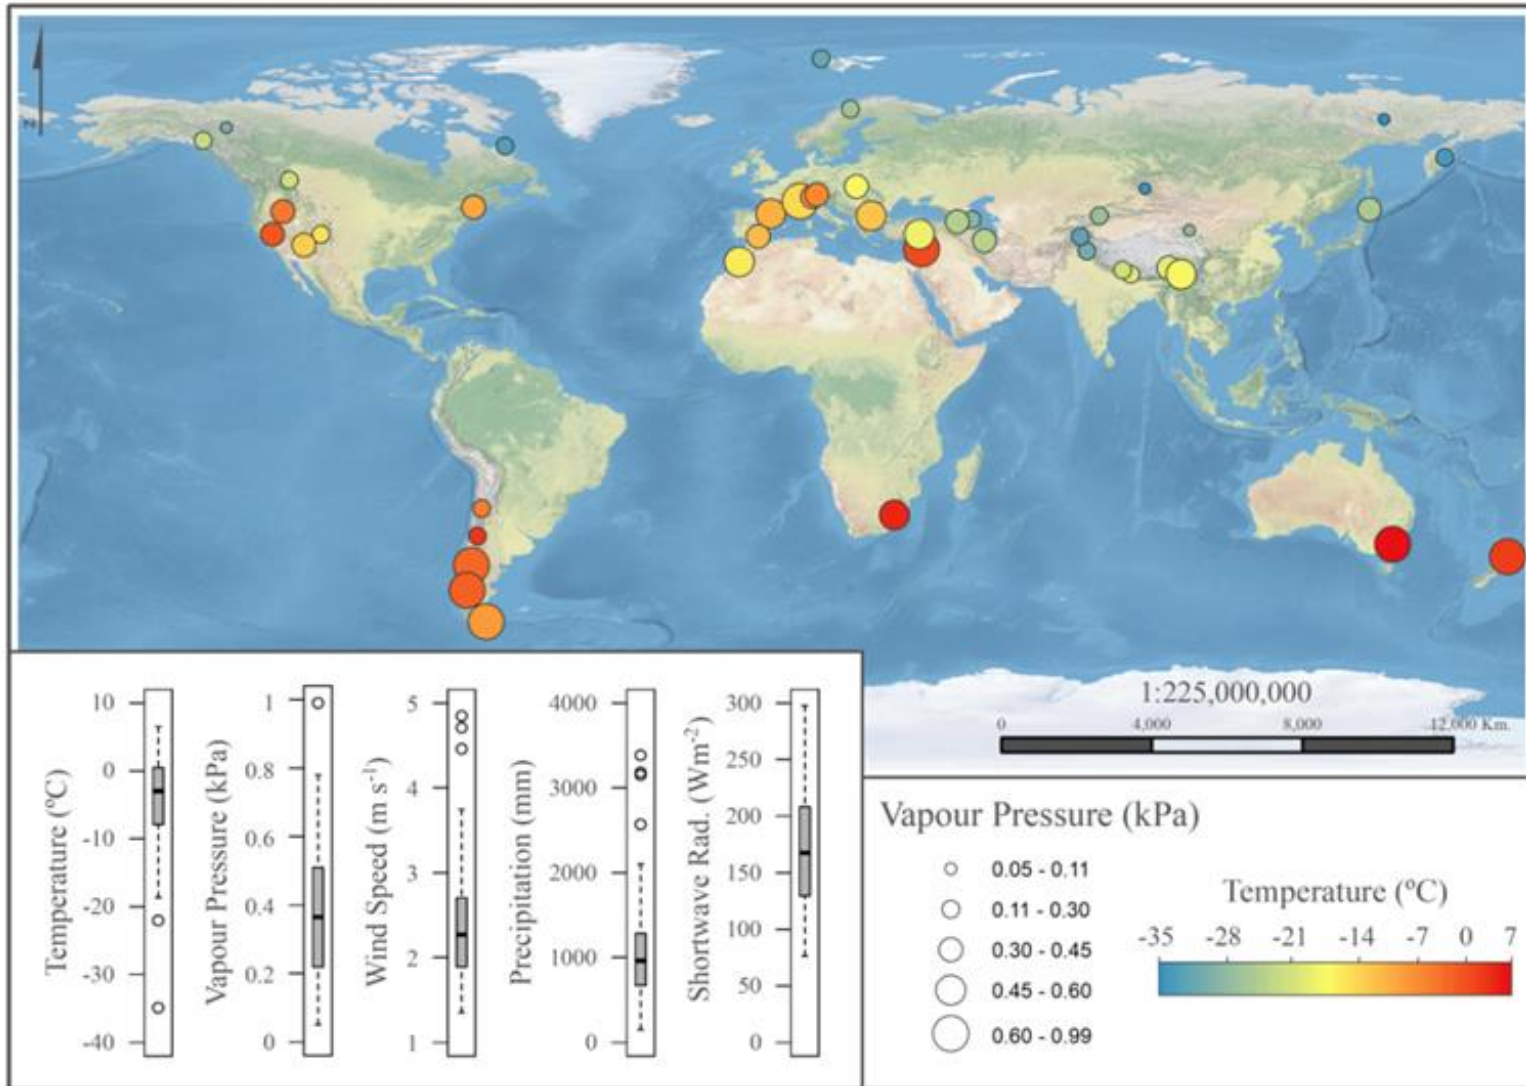 1:225,000,000
0 4,000 8,000 12,000 Km.
Temperature (ºC)
10
0
-10
-20
-30
-40
Vapour Pressure (kPa)
1
0.8
0.6
0.4
0.2
0
Wind Speed (m s⁻¹)
5
4
3
2
1
Precipitation (mm)
4000
3000
2000
1000
0
Shortwave Rad. (Wm⁻²)
300
250
200
150
100
50
0
Vapour Pressure (kPa)
0.05 - 0.11
0.11 - 0.30
0.30 - 0.45
0.45 - 0.60
0.60 - 0.99
Temperature (ºC)
-35 -28 -21 -14 -7 0 7